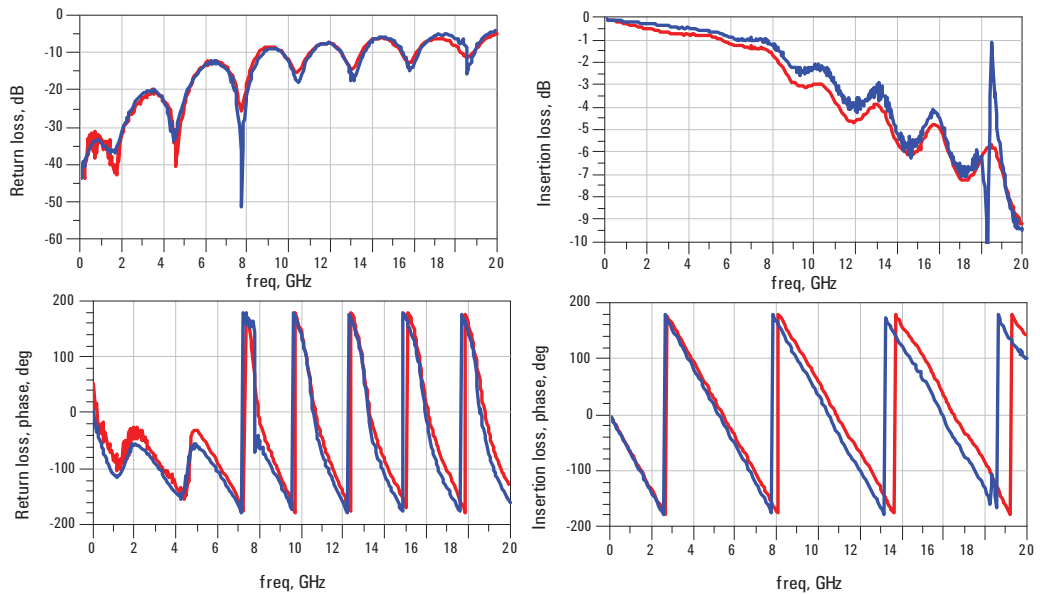 0
-10
-20
-30
-40
-50
-60
Return loss, dB
0 2 4 6 8 10 12 14 16 18 20
freq, GHz
0
-1
-2
-3
-4
-5
-6
-7
-8
-9
-10
Insertion loss, dB
0 2 4 6 8 10 12 14 16 18 20
freq, GHz
200
100
0
-100
-200
Return loss, phase, deg
0 2 4 6 8 10 12 14 16 18 20
freq, GHz
200
100
0
-100
-200
Insertion loss, phase, deg
0 2 4 6 8 10 12 14 16 18 20
freq, GHz